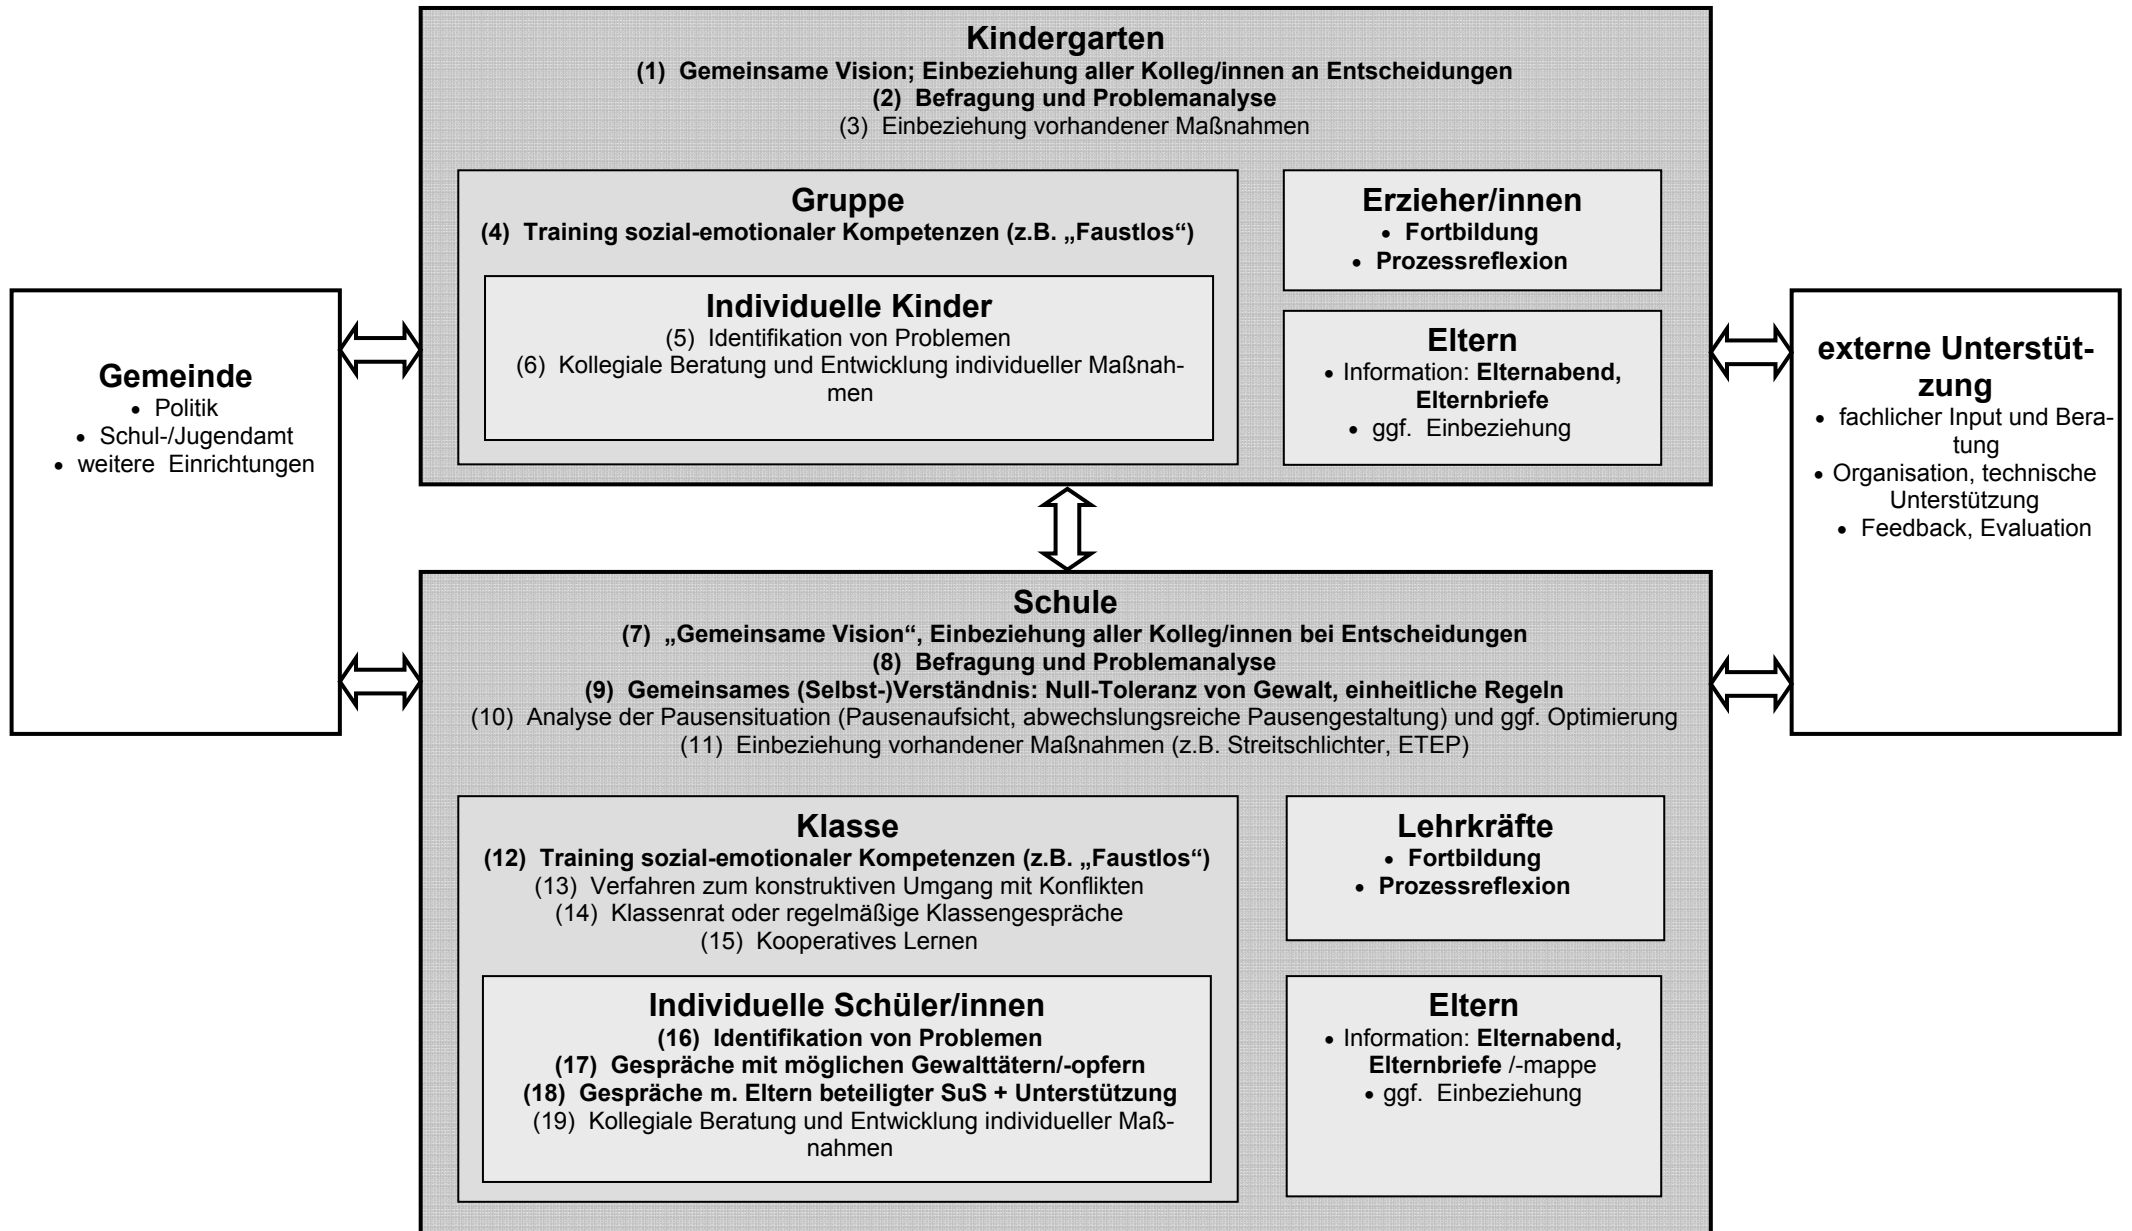 Kindergarten
(1) Gemeinsame Vision; Einbeziehung aller Kolleg/innen an Entscheidungen
(2) Befragung und Problemanalyse
(3) Einbeziehung vorhandener Maßnahmen
Gruppe
(4) Training sozial-emotionaler Kompetenzen (z.B. „Faustlos“)
Individuelle Kinder
(5) Identifikation von Problemen
(6) Kollegiale Beratung und Entwicklung individueller Maßnah-
men
Erzieher/innen
• Fortbildung
• Prozessreflexion
Eltern
• Information: Elternabend,
Elternbriefe
• ggf. Einbeziehung
Gemeinde
• Politik
• Schul-/Jugendamt
• weitere Einrichtungen
externe Unterstüt-
zung
• fachlicher Input und Bera-
tung
• Organisation, technische
Unterstützung
• Feedback, Evaluation
Schule
(7) „Gemeinsame Vision“, Einbeziehung aller Kolleg/innen bei Entscheidungen
(8) Befragung und Problemanalyse
(9) Gemeinsames (Selbst-)Verständnis: Null-Toleranz von Gewalt, einheitliche Regeln
(10) Analyse der Pausensituation (Pausenaufsicht, abwechslungsreiche Pausengestaltung) und ggf. Optimierung
(11) Einbeziehung vorhandener Maßnahmen (z.B. Streitschlichter, ETEP)
Klasse
(12) Training sozial-emotionaler Kompetenzen (z.B. „Faustlos“)
(13) Verfahren zum konstruktiven Umgang mit Konflikten
(14) Klassenrat oder regelmäßige Klassengespräche
(15) Kooperatives Lernen
Individuelle Schüler/innen
(16) Identifikation von Problemen
(17) Gespräche mit möglichen Gewalttätern/-opfern
(18) Gespräche m. Eltern beteiligter SuS + Unterstützung
(19) Kollegiale Beratung und Entwicklung individueller Maß-
nahmen
Lehrkräfte
• Fortbildung
• Prozessreflexion
Eltern
• Information: Elternabend,
Elternbriefe /-mappe
• ggf. Einbeziehung